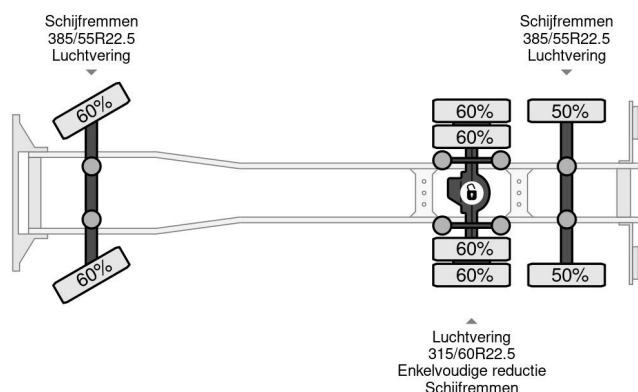 Schijfremmen
385/55R22.5
Luchtvering
Schijfremmen
385/55R22.5
Luchtvering
60%
60%
50%
60%
60%
60%
60%
50%
Luchtvering
315/60R22.5
Enkelvoudige reductie
Schijfremmen